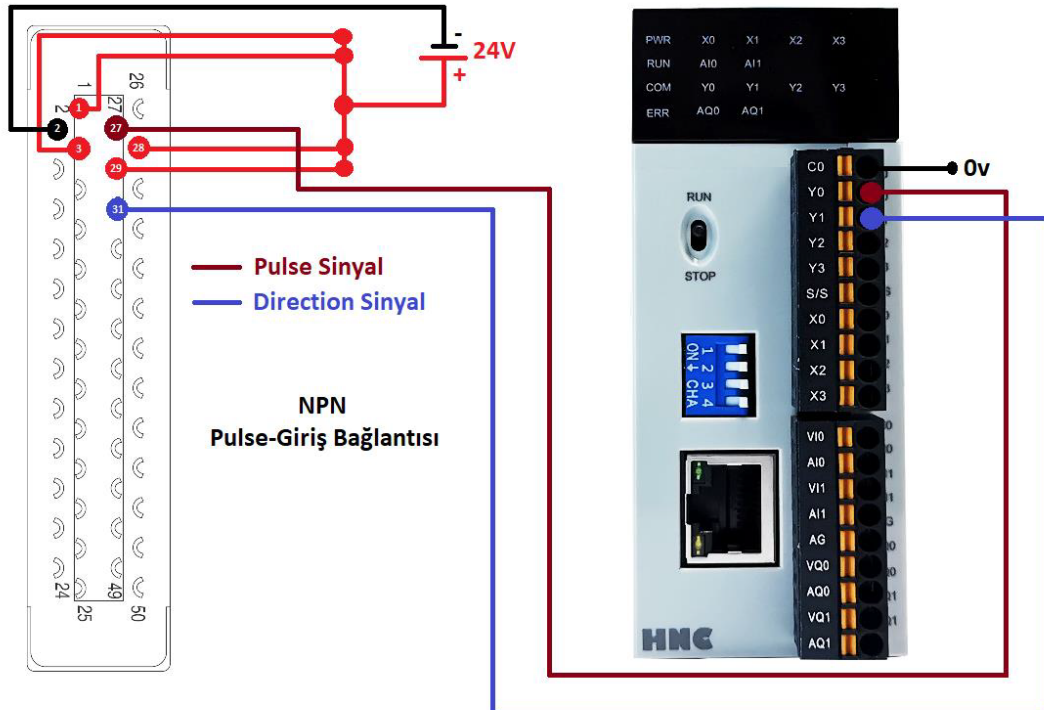 -
24V
+
1
26
2
27
1
2
27
3
28
29
31
Pulse Sinyal
Direction Sinyal
NPN
Pulse-Giriş Bağlantısı
24
49
25
50
PWR X0 X1 X2 X3
RUN AI0 AI1
COM Y0 Y1 Y2 Y3
ERR AQ0 AQ1
RUN
STOP
ON CHA
1 2 3 4
C0
0v
Y0
Y1
Y2
Y3
S/S
X0
X1
X2
X3
VI0
AI0
VI1
AI1
AG
VQ0
AQ0
VQ1
AQ1
HNC